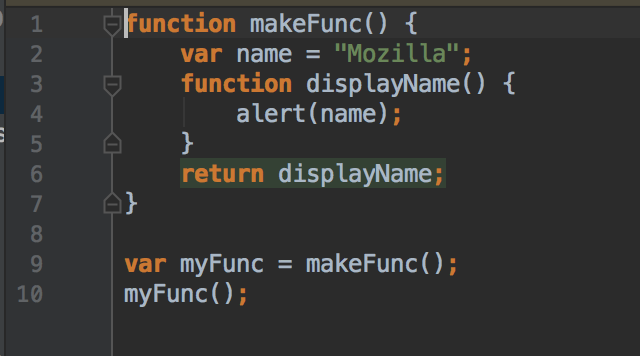 1 function makeFunc() {
2     var name = "Mozilla";
3     function displayName() {
4         alert(name);
5     }
6     return displayName;
7 }
8
9 var myFunc = makeFunc();
10 myFunc();